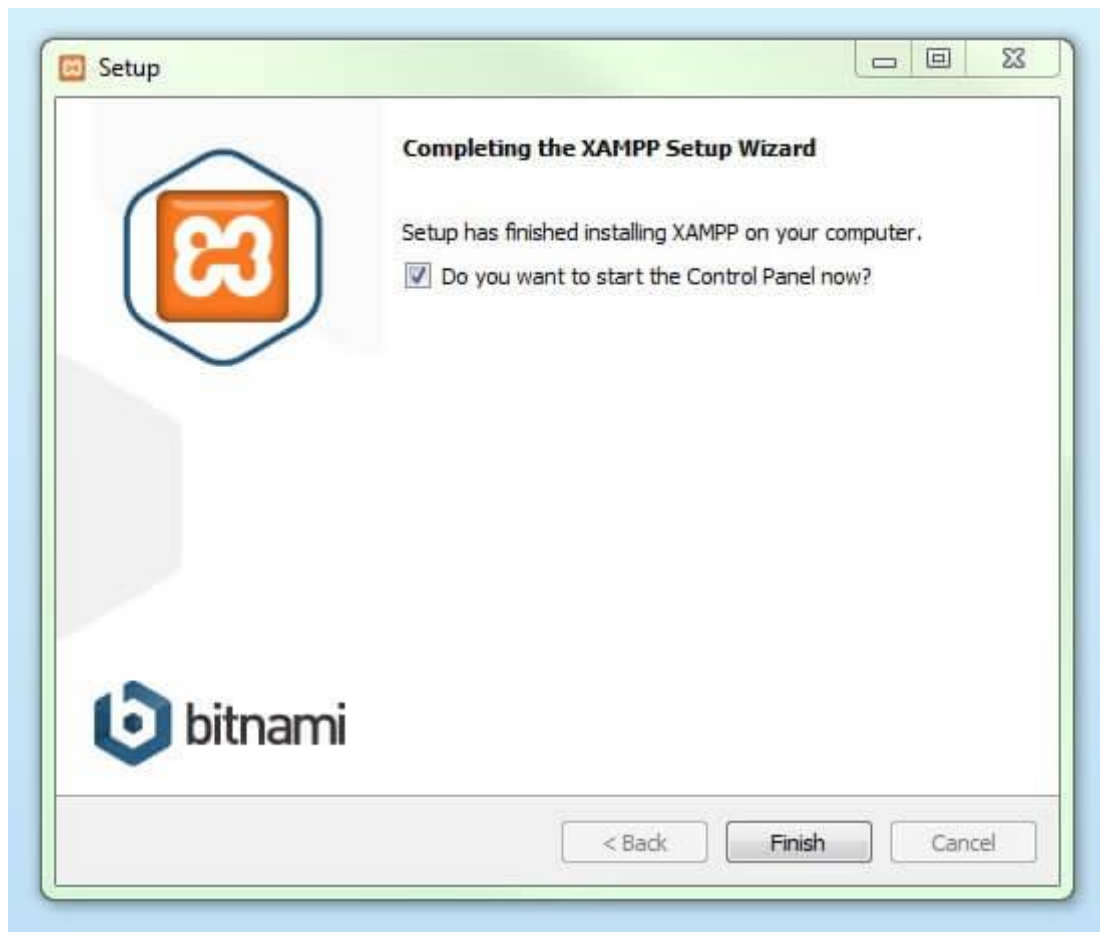 Setup
Completing the XAMPP Setup Wizard
Setup has finished installing XAMPP on your computer.
Do you want to start the Control Panel now?
bitnami
< Back
Finish
Cancel